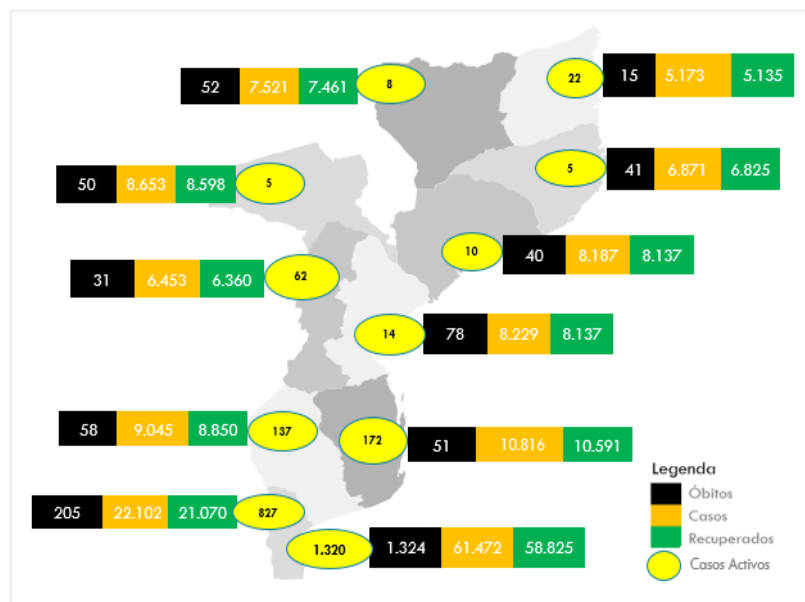 52 7.521 7.461 8
22 15 5.173 5.135
50 8.653 8.598 5
5 41 6.871 6.825
10 40 8.187 8.137
31 6.453 6.360 62
14 78 8.229 8.137
58 9.045 8.850 137
172 51 10.816 10.591
205 22.102 21.070 827
1.320 1.324 61.472 58.825
Legenda
Óbitos
Casos
Recuperados
Casos Activos